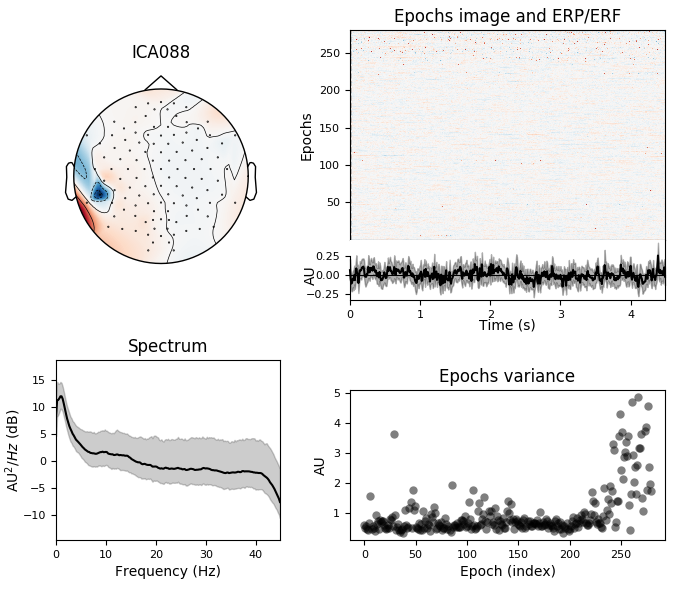 ICA088
Epochs image and ERP/ERF
Epochs
250
200
150
100
50
AU
0.25
0.00
−0.25
0 1 2 3 4
Time (s)
Spectrum
AU²/Hz (dB)
15
10
5
0
−5
−10
0 10 20 30 40
Frequency (Hz)
Epochs variance
AU
5
4
3
2
1
0 50 100 150 200 250
Epoch (index)